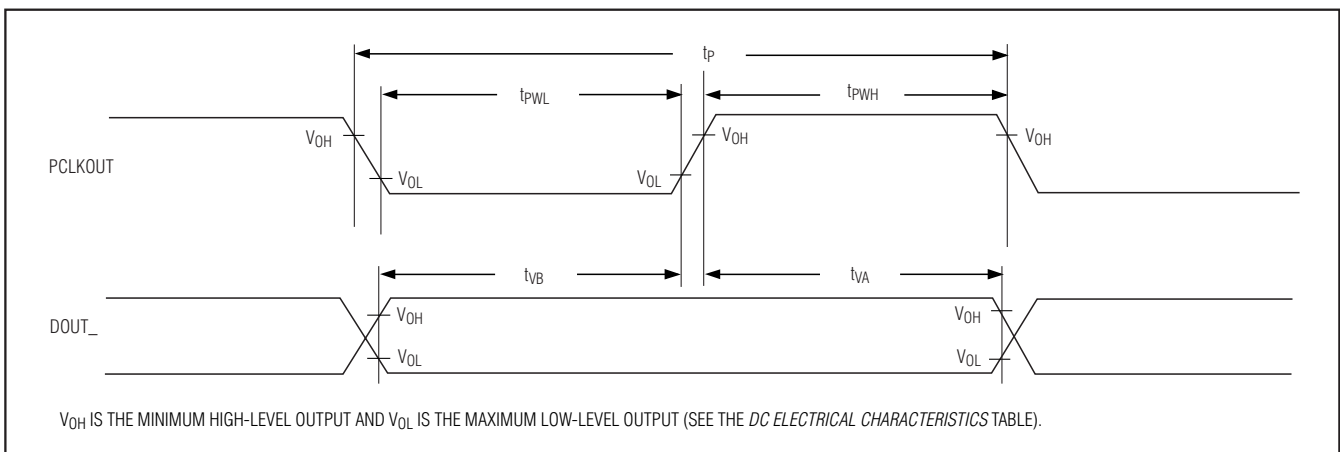 tP
tPWL
tPWH
VOH
VOH
VOH
PCLKOUT
VOL
VOL
tVB
tVA
VOH
VOH
DOUT_
VOL
VOL
VOH IS THE MINIMUM HIGH-LEVEL OUTPUT AND VOL IS THE MAXIMUM LOW-LEVEL OUTPUT (SEE THE DC ELECTRICAL CHARACTERISTICS TABLE).